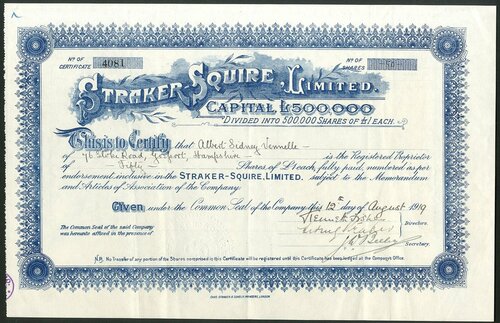 No OF
CERTIFICATE 4081
No OF
SHARES 50
STRAKER SQUIRE, LIMITED.
CAPITAL £500,000
DIVIDED INTO 500,000 SHARES OF £1 EACH.
This is to Certify that Albert Sidney
of 76 Stoke Road, Gosport, Hampshire is the Registered Proprietor
of Fifty Shares of £1 each, fully paid, numbered as per
endorsement, inclusive in the STRAKER-SQUIRE, LIMITED. subject to the Memorandum
and Articles of Association of the Company.
Given under the Common Seal of the Company this 12th day of August 1919
The Common Seal of the said Company
was hereunto affixed in the presence of
Directors.
Secretary.
N.B. No Transfer of any portion of the Shares comprised in this Certificate will be registered until this Certificate has been lodged at the Company's Office.